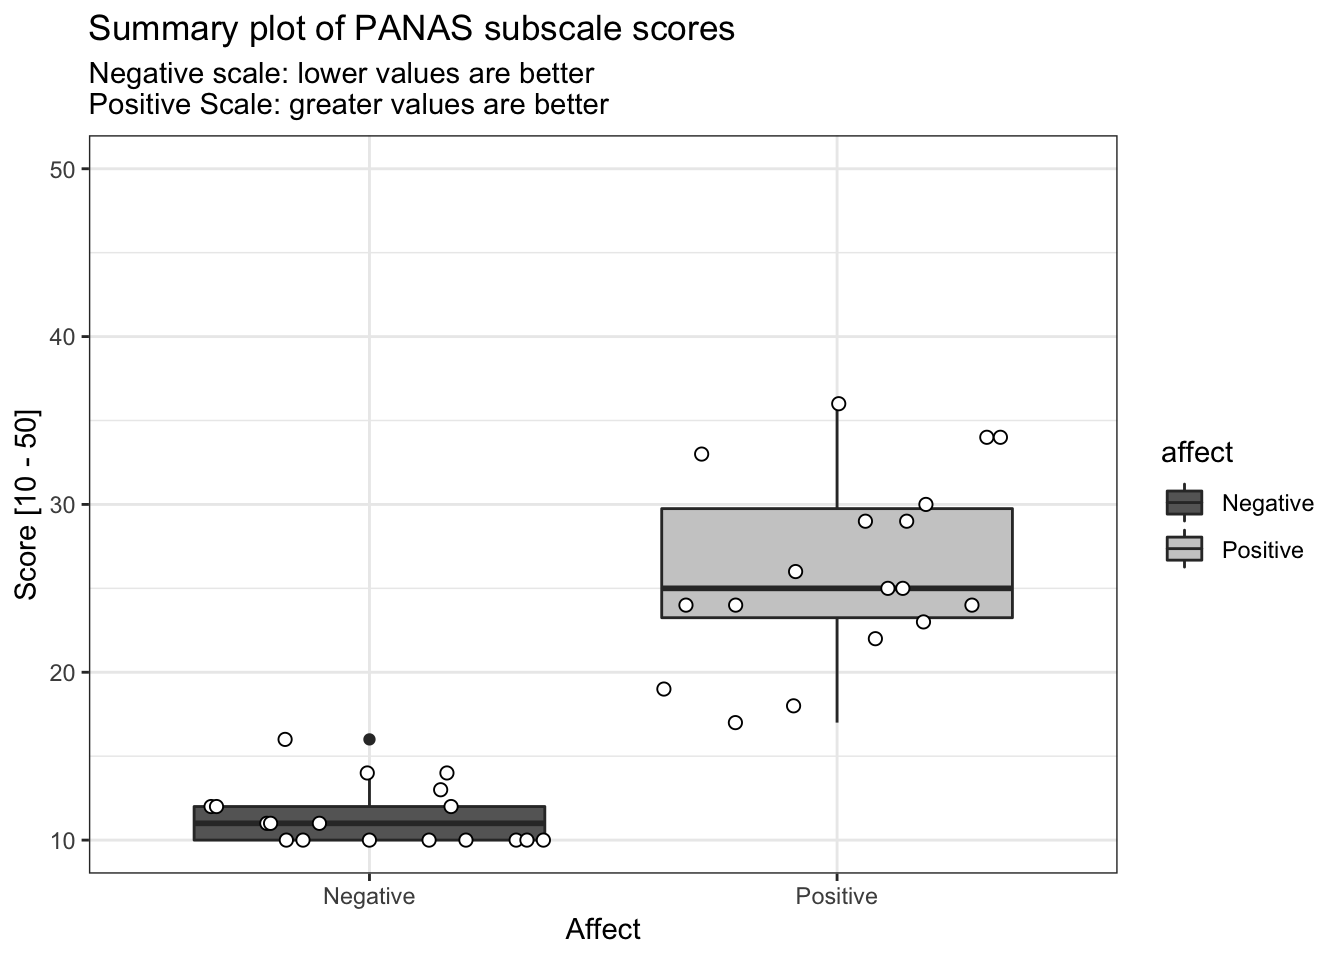 Summary plot of PANAS subscale scores
Negative scale: lower values are better
Positive Scale: greater values are better
50
40
30
20
10
Score [10 - 50]
Negative
Positive
Affect
affect
Negative
Positive